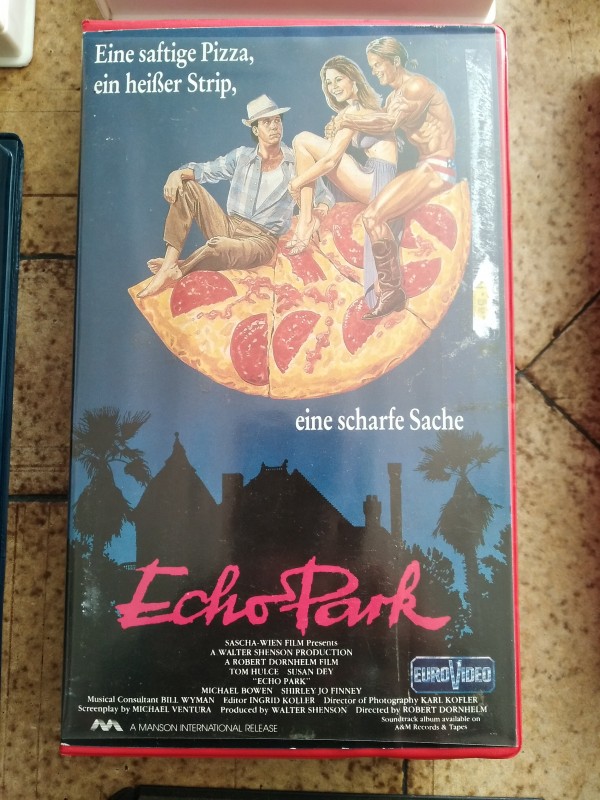 Eine saftige Pizza,
ein heißer Strip,
eine scharfe Sache
Echo Park
SASCHA-WIEN FILM Presents
A WALTER SHENSON PRODUCTION
A ROBERT DORNHELM FILM
TOM HULCE SUSAN DEY
"ECHO PARK"
MICHAEL BOWEN SHIRLEY JO FINNEY
Musical Consultant BILL WYMAN Editor INGRID KOLLER Director of Photography KARL KOFLER
Screenplay by MICHAEL VENTURA Produced by WALTER SHENSON Directed by ROBERT DORNHELM
Soundtrack album available on
A&M Records & Tapes
A MANSON INTERNATIONAL RELEASE
EUROVIDEO